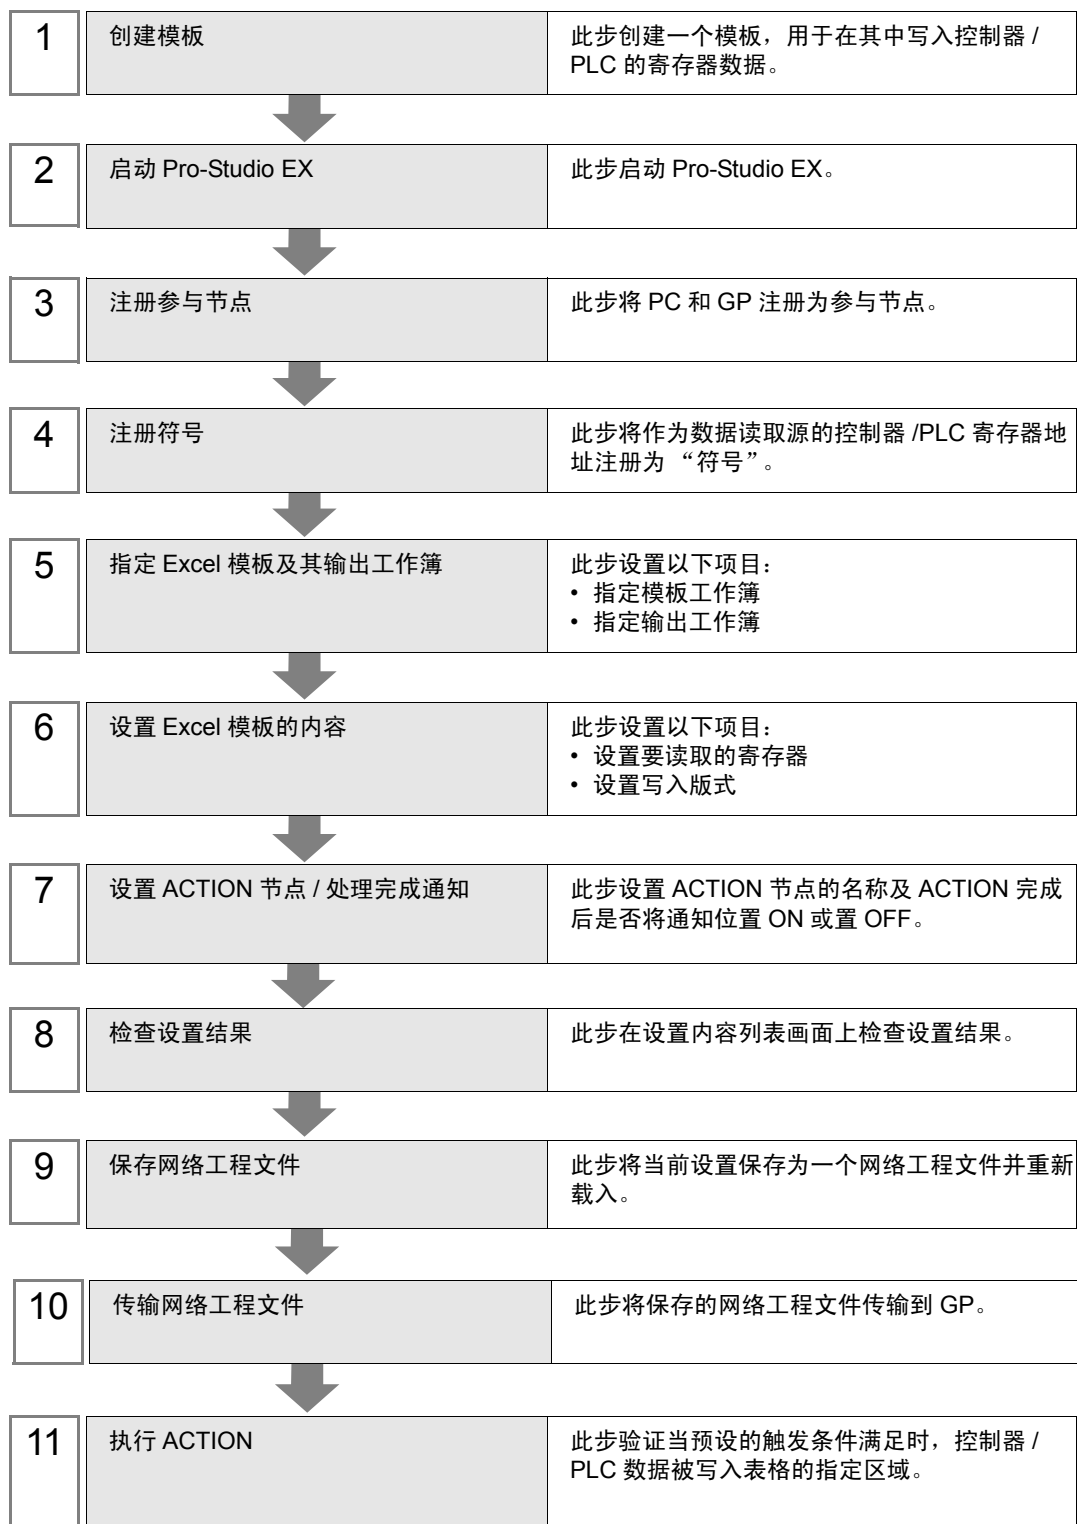 1
创建模板
此步创建一个模板，用于在其中写入控制器 /
PLC 的寄存器数据。
2
启动 Pro-Studio EX
此步启动 Pro-Studio EX。
3
注册参与节点
此步将 PC 和 GP 注册为参与节点。
4
注册符号
此步将作为数据读取源的控制器 /PLC 寄存器地
址注册为 “符号”。
5
指定 Excel 模板及其输出工作簿
此步设置以下项目：
• 指定模板工作簿
• 指定输出工作簿
6
设置 Excel 模板的内容
此步设置以下项目：
• 设置要读取的寄存器
• 设置写入版式
7
设置 ACTION 节点 / 处理完成通知
此步设置 ACTION 节点的名称及 ACTION 完成
后是否将通知位置 ON 或置 OFF。
8
检查设置结果
此步在设置内容列表画面上检查设置结果。
9
保存网络工程文件
此步将当前设置保存为一个网络工程文件并重新
载入。
10
传输网络工程文件
此步将保存的网络工程文件传输到 GP。
11
执行 ACTION
此步验证当预设的触发条件满足时，控制器 /
PLC 数据被写入表格的指定区域。